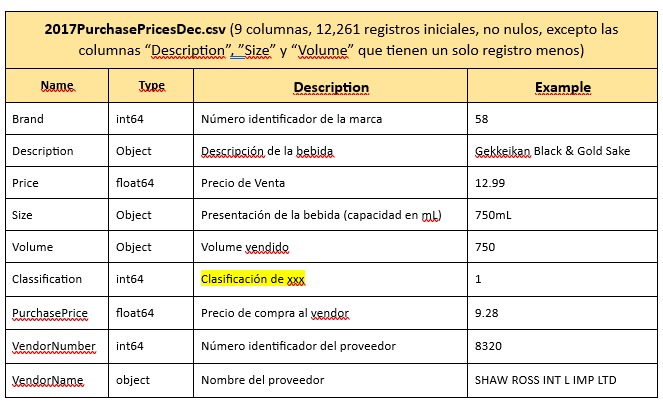 2017PurchasePricesDec.csv (9 columnas, 12,261 registros iniciales, no nulos, excepto las
columnas “Description”, ”Size” y “Volume” que tienen un solo registro menos)
Name Type Description Example
Brand int64 Número identificador de la marca 58
Description Object Descripción de la bebida Gekkeikan Black & Gold Sake
Price float64 Precio de Venta 12.99
Size Object Presentación de la bebida (capacidad en mL) 750mL
Volume Object Volume vendido 750
Classification int64 Clasificación de xxx 1
PurchasePrice float64 Precio de compra al vendor 9.28
VendorNumber int64 Número identificador del proveedor 8320
VendorName object Nombre del proveedor SHAW ROSS INT L IMP LTD